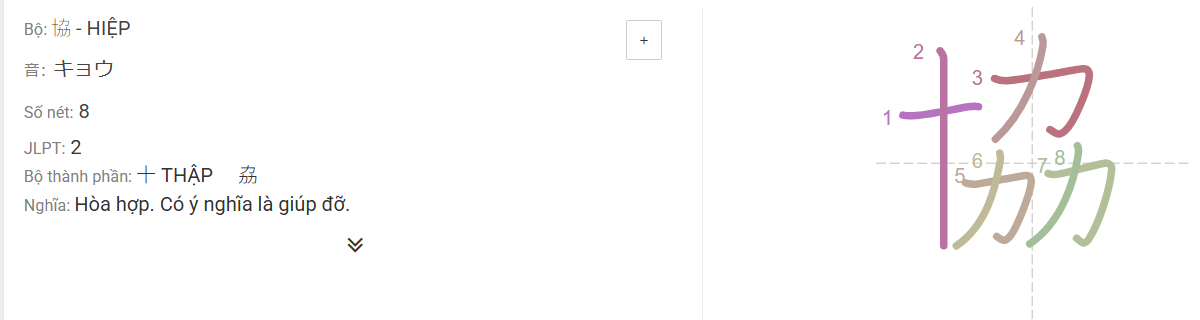 Bộ: 協 - HIỆP
+
音: キョウ
Số nét: 8
JLPT: 2
Bộ thành phần: 十 THẬP 劦
Nghĩa: Hòa hợp. Có ý nghĩa là giúp đỡ.
協
1
2
3
4
5
6
7
8